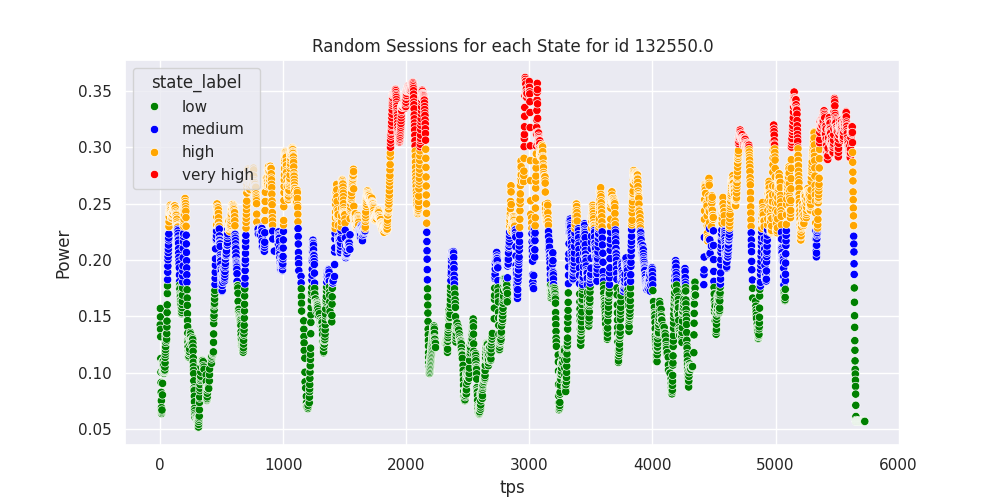 Random Sessions for each State for id 132550.0
state_label
low
medium
high
very high
Power
0.35
0.30
0.25
0.20
0.15
0.10
0.05
0 1000 2000 3000 4000 5000 6000
tps